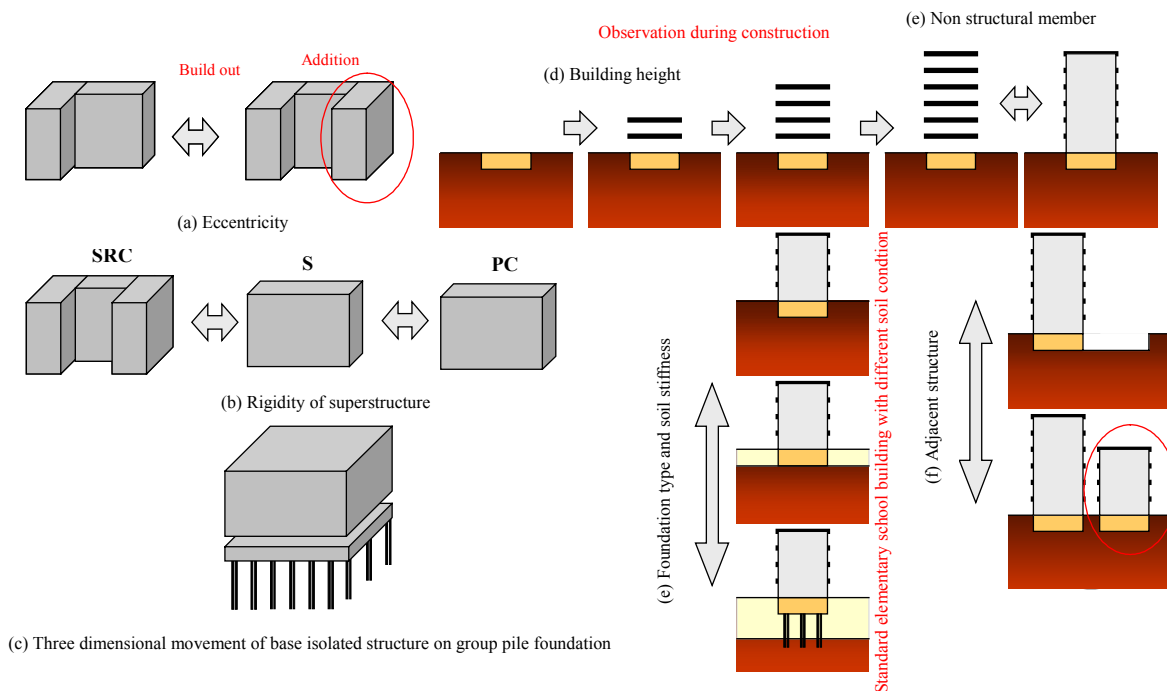 Observation during construction
(e) Non structural member
(d) Building height
Build out
Addition
(a) Eccentricity
SRC
S
PC
(b) Rigidity of superstructure
(c) Three dimensional movement of base isolated structure on group pile foundation
(e) Foundation type and soil stiffness
Standard elementary school building with different soil condtion
(f) Adjacent structure